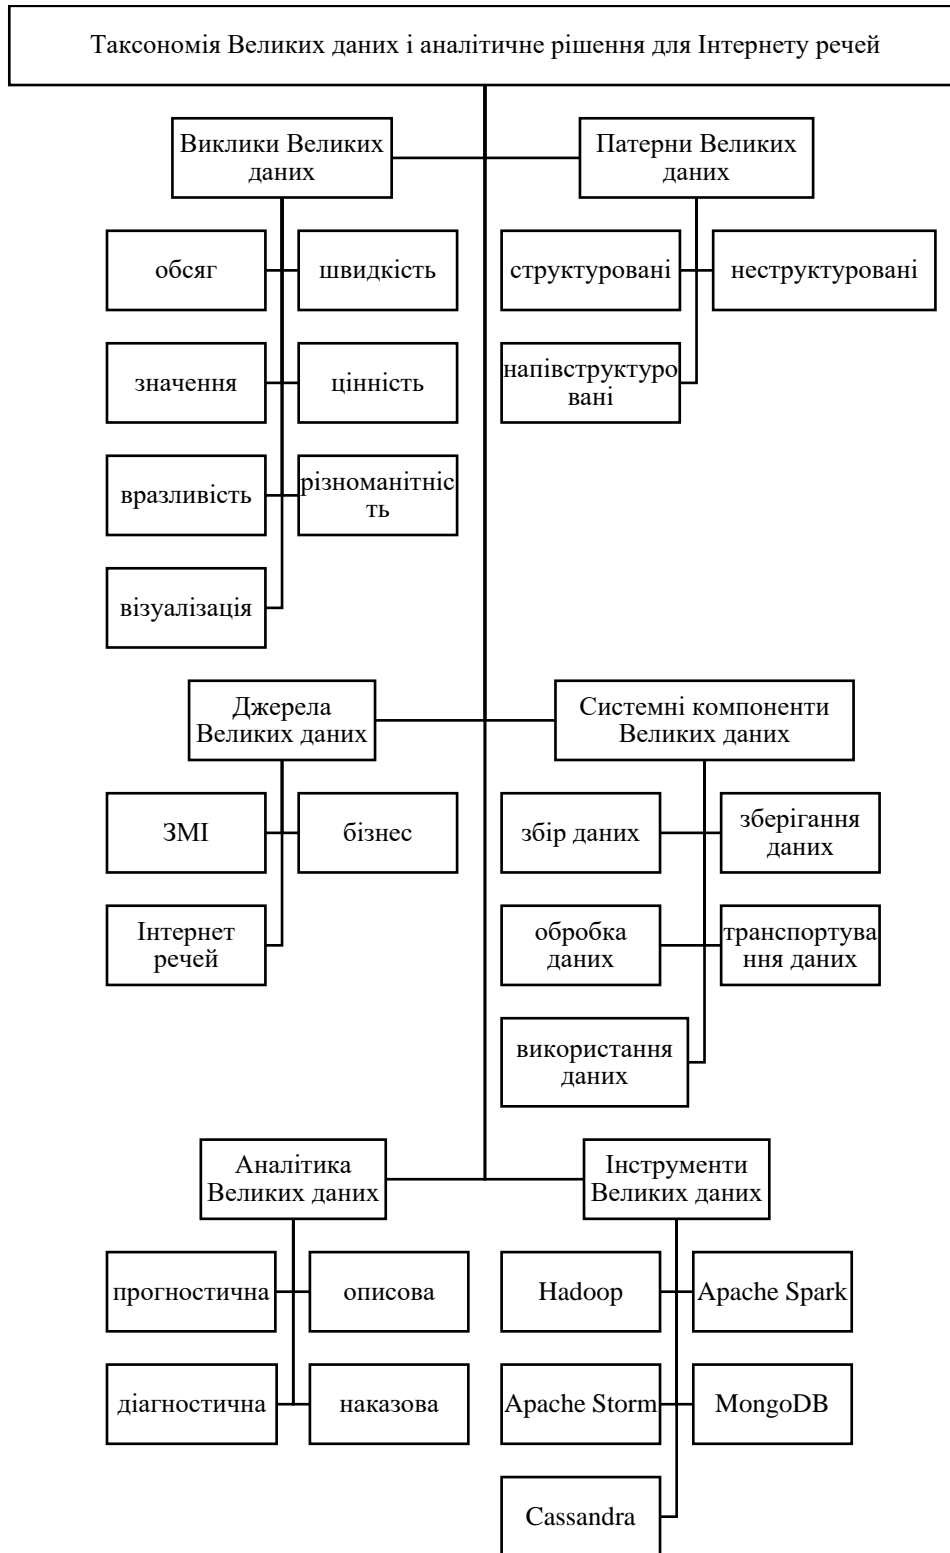 Таксономія Великих даних і аналітичне рішення для Інтернету речей
Виклики Великих
даних
Патерни Великих
даних
обсяг
швидкість
структуровані
неструктуровані
значення
цінність
напівструктуро
вані
вразливість
різноманітніс
ть
візуалізація
Джерела
Великих даних
Системні компоненти
Великих даних
ЗМІ
бізнес
збір даних
зберігання
даних
Інтернет
речей
обробка
даних
транспортува
ння даних
використання
даних
Аналітика
Великих даних
Інструменти
Великих даних
прогностична
описова
Hadoop
Apache Spark
діагностична
наказова
Apache Storm
MongoDB
Cassandra